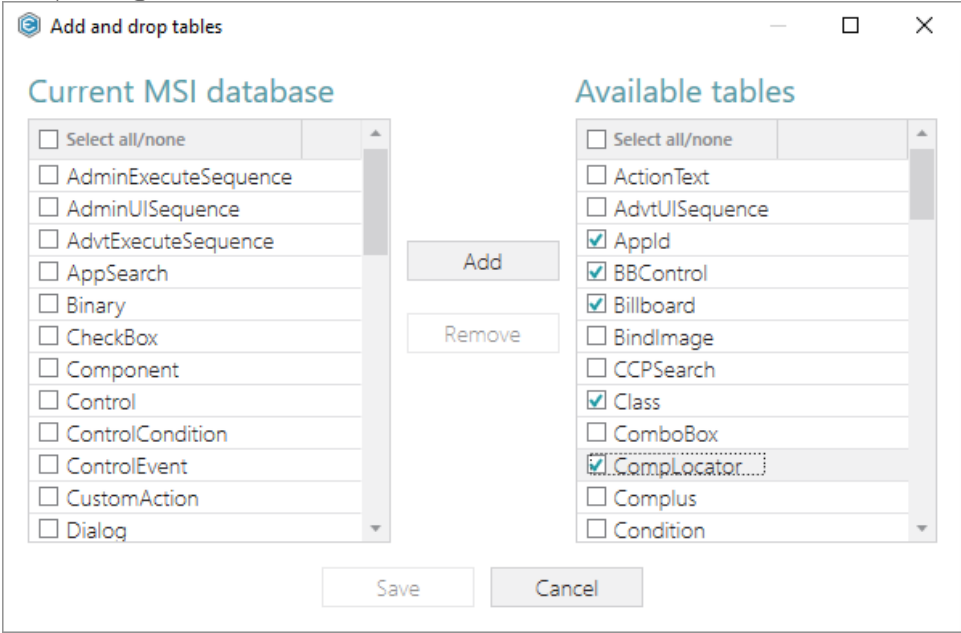 Add and drop tables
Current MSI database
Select all/none
AdminExecuteSequence
AdminUISequence
AdvtExecuteSequence
AppSearch
Binary
CheckBox
Component
Control
ControlCondition
ControlEvent
CustomAction
Dialog
Add
Remove
Available tables
Select all/none
ActionText
AdvtUISequence
AppId
BBControl
Billboard
BindImage
CCPSearch
Class
ComboBox
CompLocator
Complus
Condition
Save
Cancel